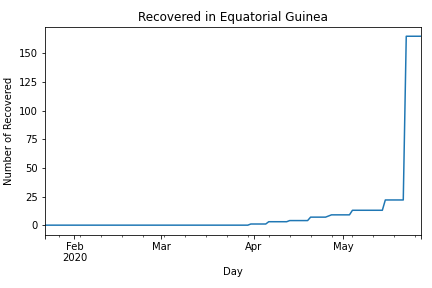 Recovered in Equatorial Guinea
150
125
100
75
50
25
0
Number of Recovered
Feb
2020
Mar
Apr
May
Day